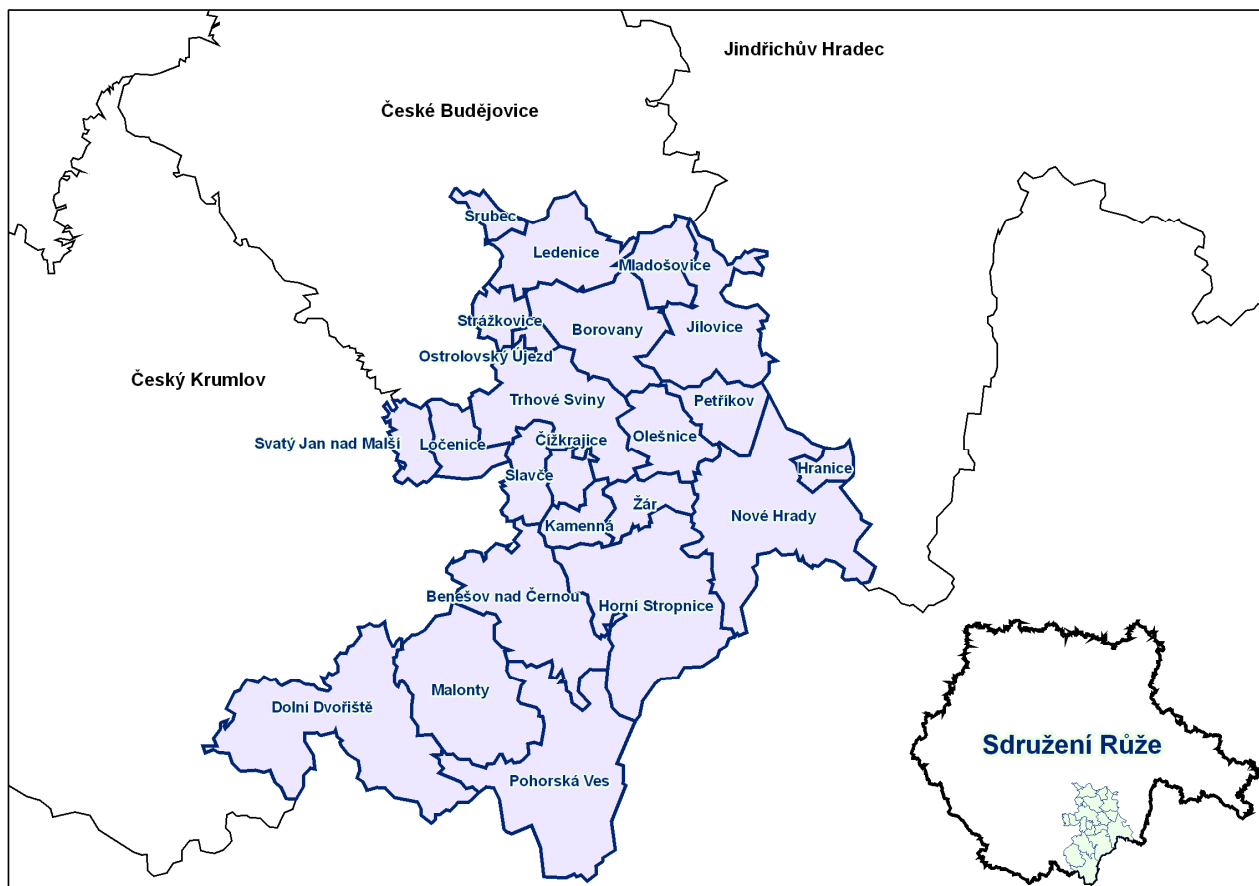 Jindřichův Hradec
České Budějovice
Srubec
Ledenice
Mladošovice
Strážkovice
Borovany
Jílovice
Ostrolovský Újezd
Český Krumlov
Trhové Sviny
Petříkov
Svatý Jan nad Malší
Ločenice
Čížkrajice
Olešnice
Slavče
Hranice
Žár
Nové Hrady
Kamenná
Benešov nad Černou
Horní Stropnice
Malonty
Dolní Dvořiště
Sdružení Růže
Pohorská Ves